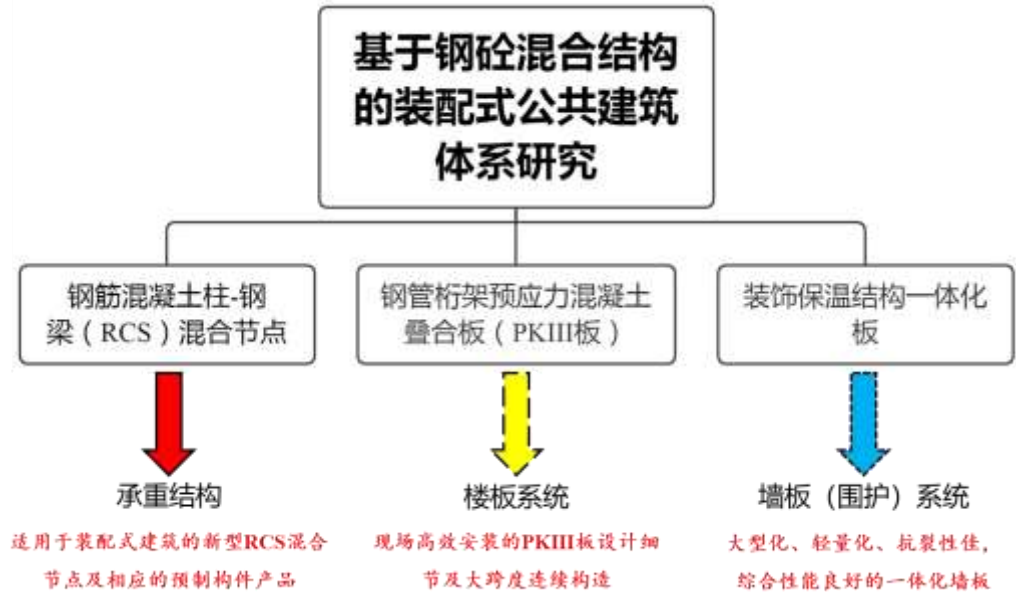 基于钢砼混合结构
的装配式公共建筑
体系研究
钢筋混凝土柱-钢
梁（RCS）混合节点
钢管桁架预应力混凝土
叠合板（PKIII板）
装饰保温结构一体化
板
承重结构
楼板系统
墙板（围护）系统
适用于装配式建筑的新型RCS混合
节点及相应的预制构件产品
现场高效安装的PKIII板设计细
节及大跨度连续构造
大型化、轻量化、抗裂性佳，
综合性能良好的一体化墙板